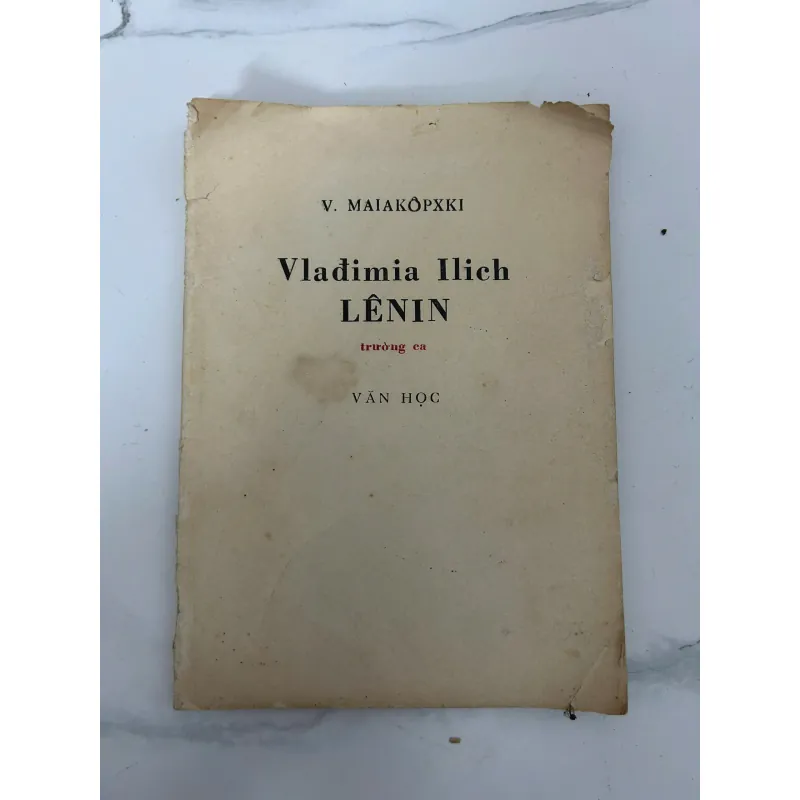 V. MAIAKÔPXKI
Vlađimia Ilich
LÊNIN
trường ca
VĂN HỌC